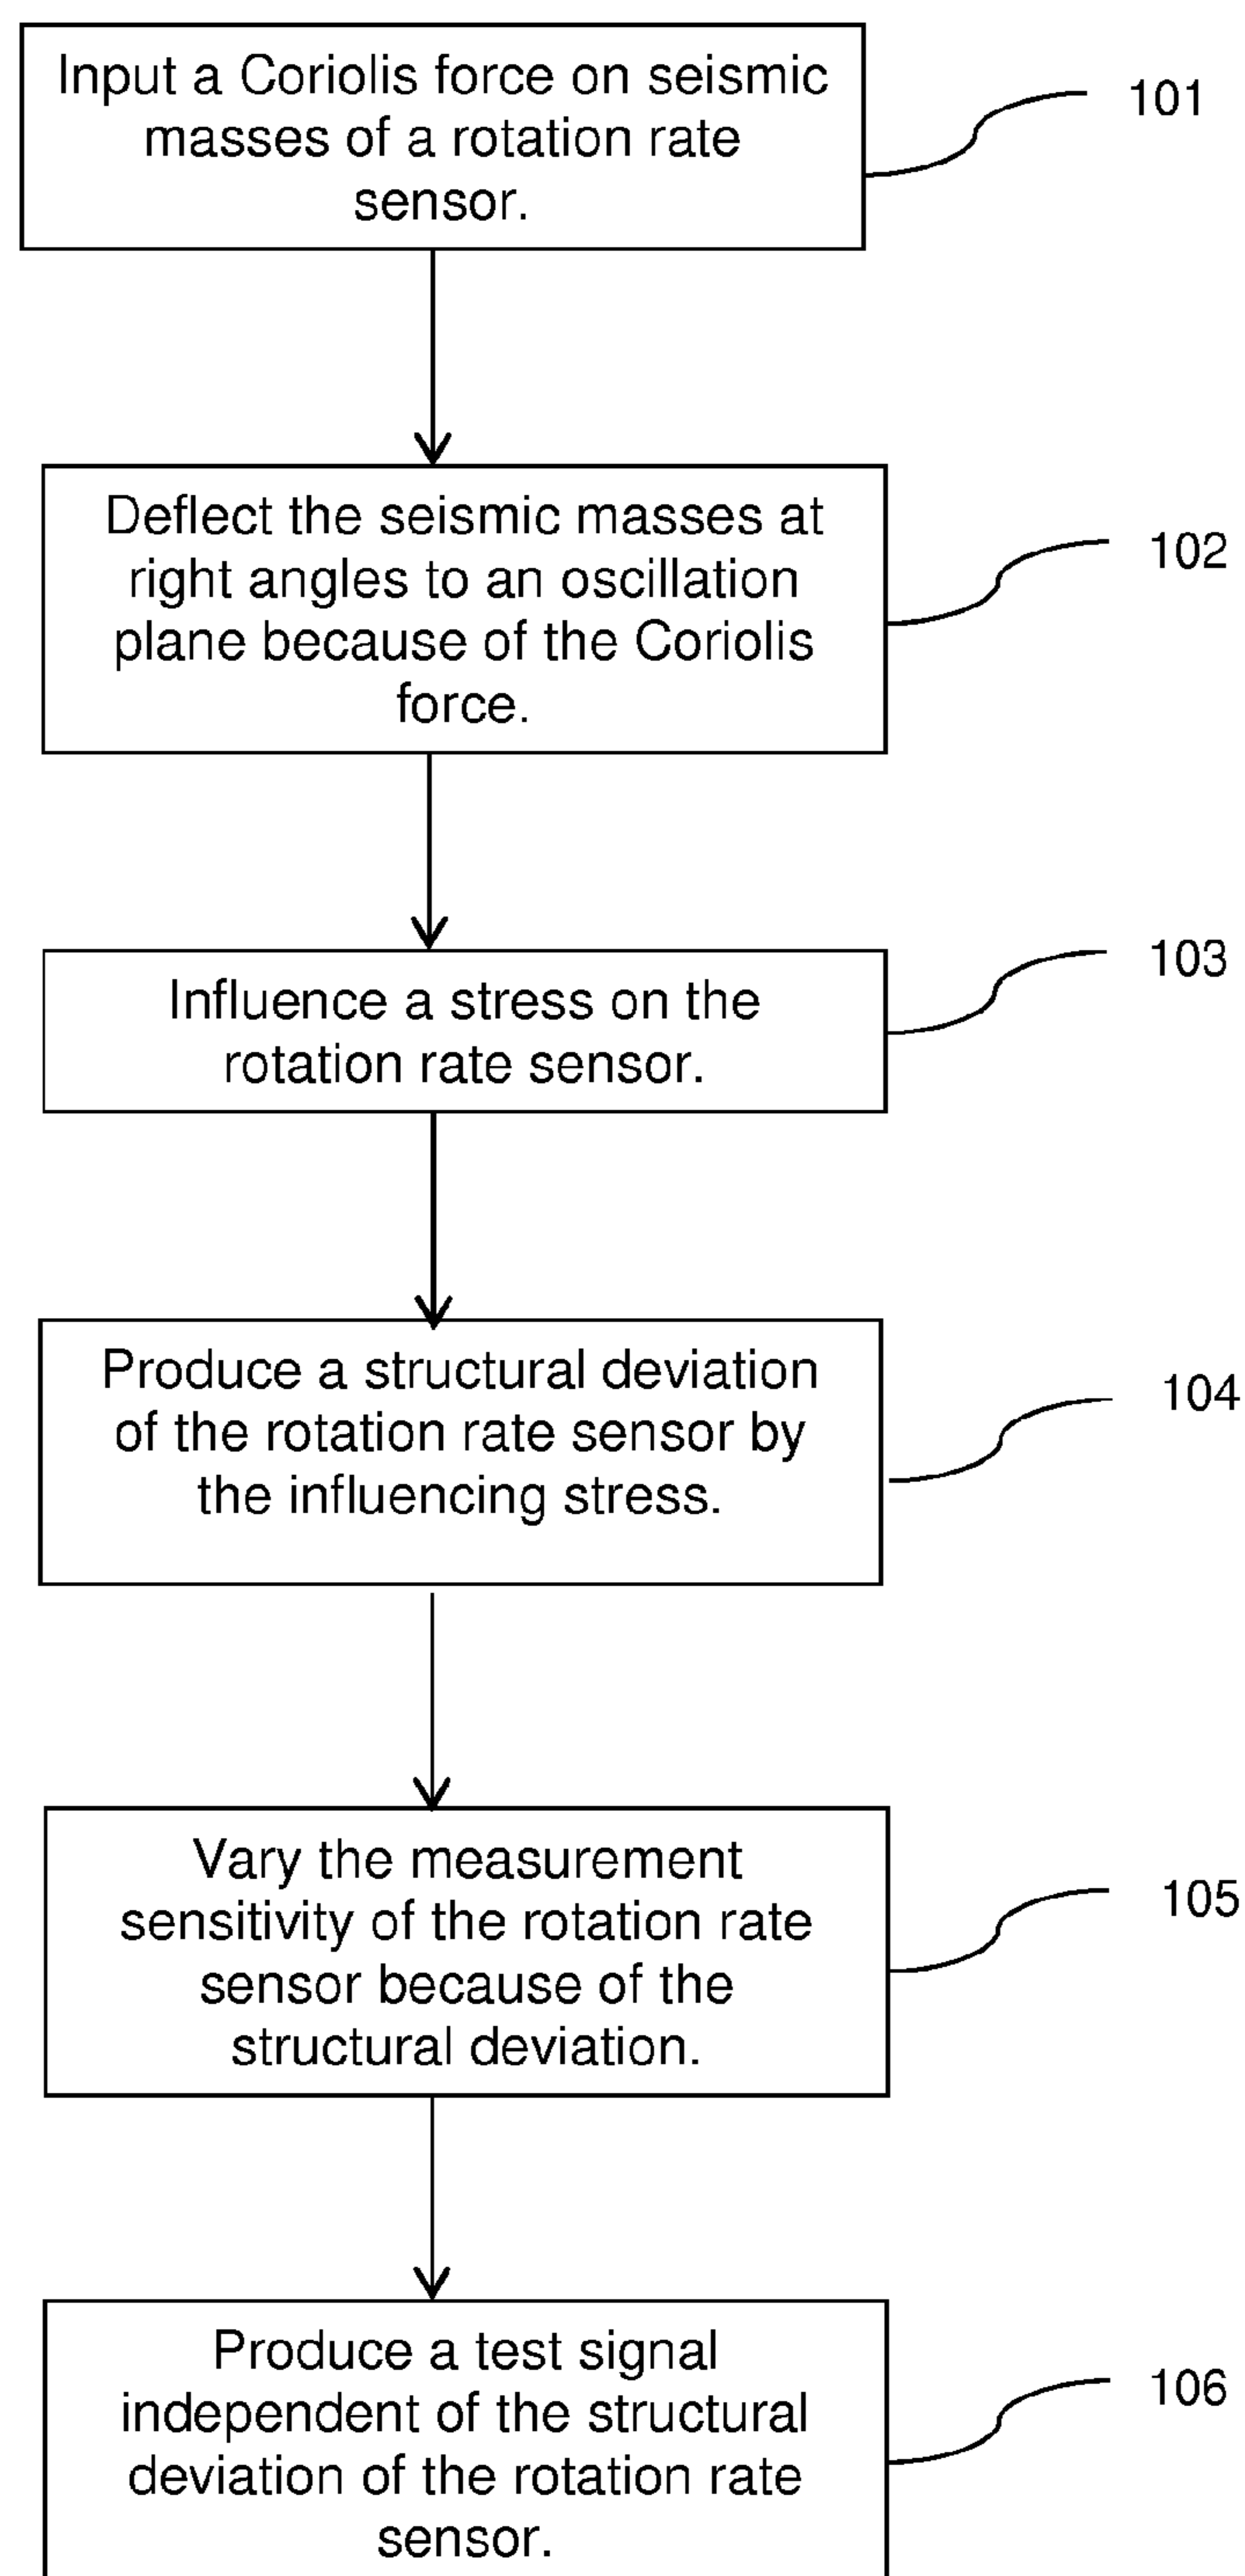 Input a Coriolis force on seismic
masses of a rotation rate
sensor.
101
Deflect the seismic masses at
right angles to an oscillation
plane because of the Coriolis
force.
102
Influence a stress on the
rotation rate sensor.
103
Produce a structural deviation
of the rotation rate sensor by
the influencing stress.
104
Vary the measurement
sensitivity of the rotation rate
sensor because of the
structural deviation.
105
Produce a test signal
independent of the structural
deviation of the rotation rate
sensor.
106